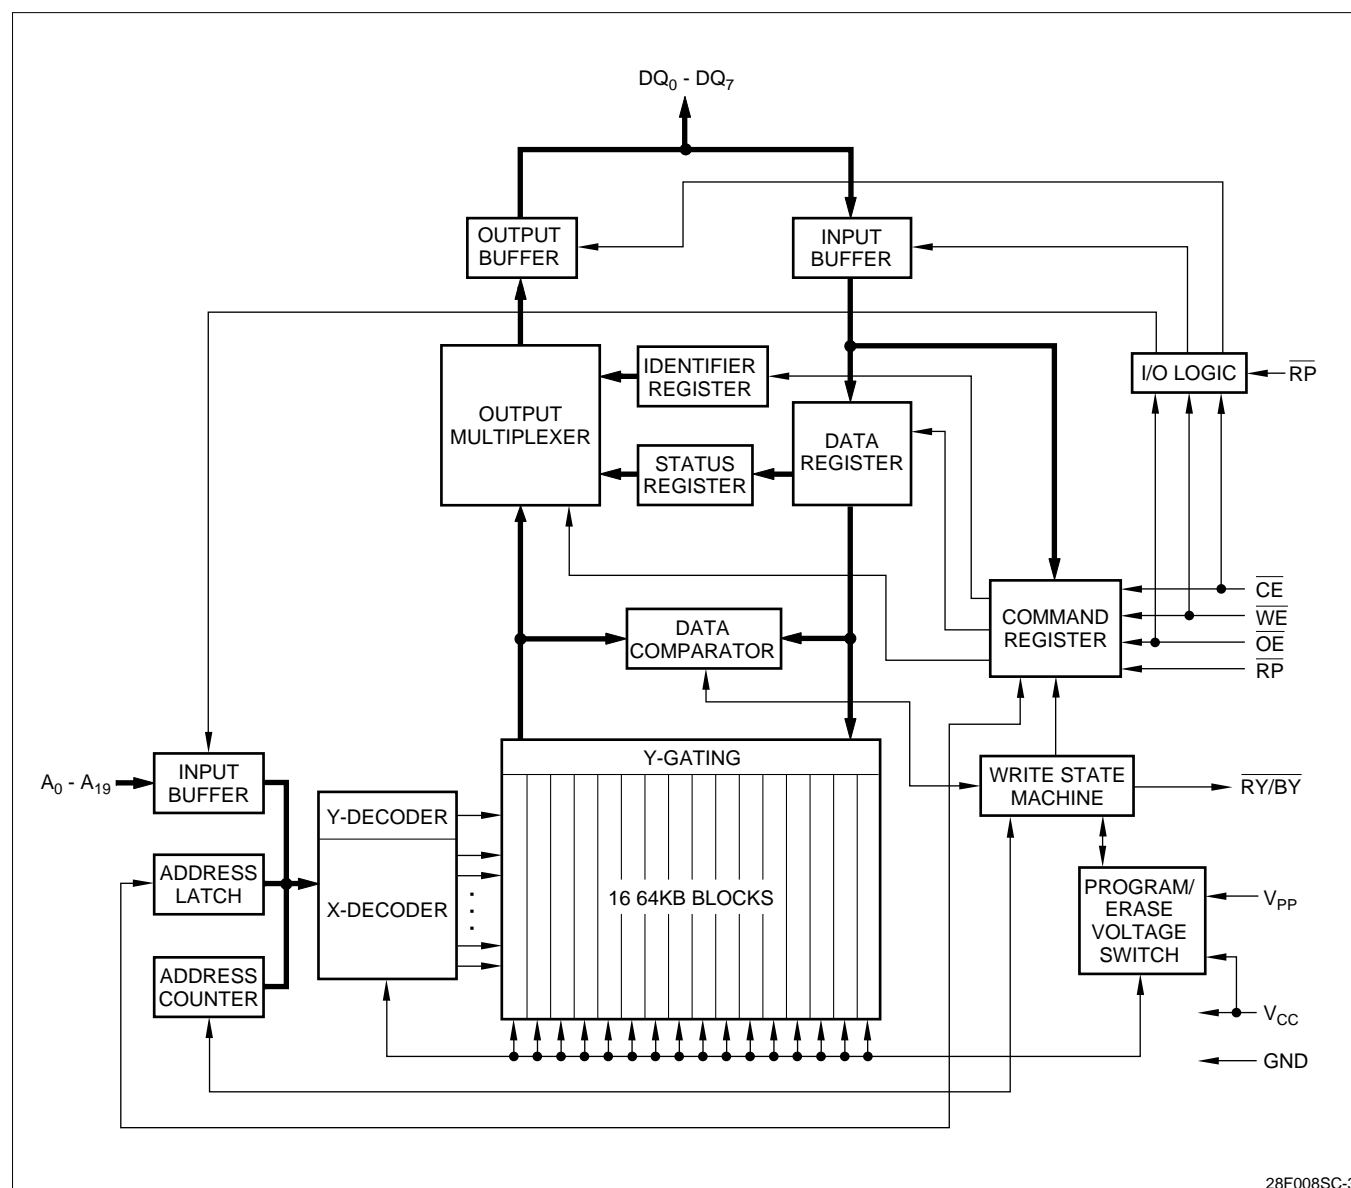 DQ0 - DQ7
OUTPUT
BUFFER
INPUT
BUFFER
IDENTIFIER
REGISTER
I/O LOGIC
RP
OUTPUT
MULTIPLEXER
DATA
REGISTER
STATUS
REGISTER
COMMAND
REGISTER
CE
WE
OE
RP
DATA
COMPARATOR
Y-GATING
A0 - A19
INPUT
BUFFER
WRITE STATE
MACHINE
RY/BY
Y-DECODER
ADDRESS
LATCH
X-DECODER
16 64KB BLOCKS
PROGRAM/
ERASE
VOLTAGE
SWITCH
VPP
ADDRESS
COUNTER
VCC
GND
28F008SC-3